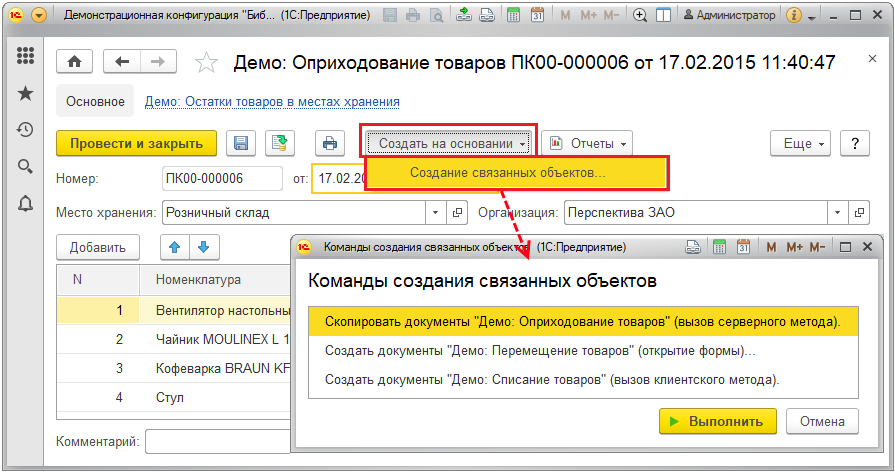 Демонстрационная конфигурация "Биб... (1С:Предприятие) 31 M M+ M- Администратор
Демо: Оприходование товаров ПК00-000006 от 17.02.2015 11:40:47
Основное Демо: Остатки товаров в местах хранения
Провести и закрыть Создать на основании Отчеты Еще ?
Создание связанных объектов...
Номер: ПК00-000006 от: 17.02.20
Место хранения: Розничный склад Организация: Перспектива ЗАО
Добавить
Команды создания связанных объектов (1С:Предприятие) 31 M M+ M-
N Номенклатура
1 Вентилятор настольны
2 Чайник MOULINEX L 1
3 Кофеварка BRAUN KF
4 Стул
Комментарий:
Команды создания связанных объектов
Скопировать документы "Демо: Оприходование товаров" (вызов серверного метода).
Создать документы "Демо: Перемещение товаров" (открытие формы)...
Создать документы "Демо: Списание товаров" (вызов клиентского метода).
Выполнить Отмена